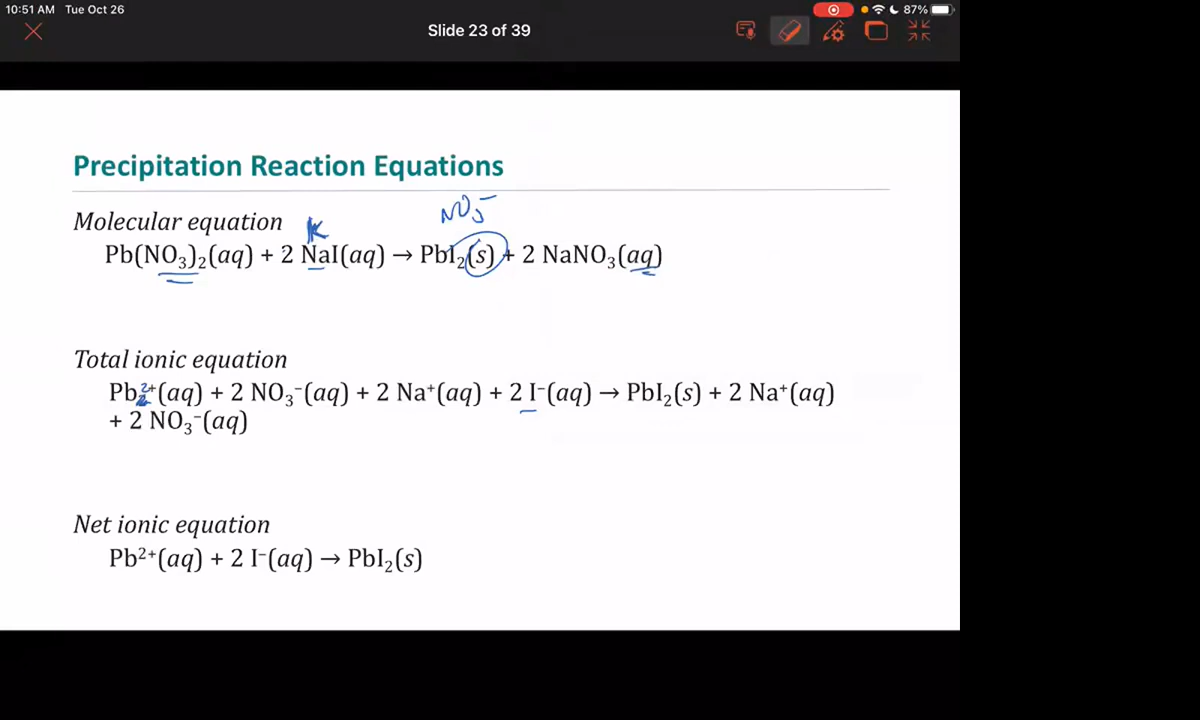 10:51 AM Tue Oct 26
87%
Slide 23 of 39
Precipitation Reaction Equations
Molecular equation
K
NO₃⁻
Pb(NO₃)₂(aq) + 2 NaI(aq) → PbI₂(s) + 2 NaNO₃(aq)
Total ionic equation
Pb²⁺(aq) + 2 NO₃⁻(aq) + 2 Na⁺(aq) + 2 I⁻(aq) → PbI₂(s) + 2 Na⁺(aq)
+ 2 NO₃⁻(aq)
Net ionic equation
Pb²⁺(aq) + 2 I⁻(aq) → PbI₂(s)